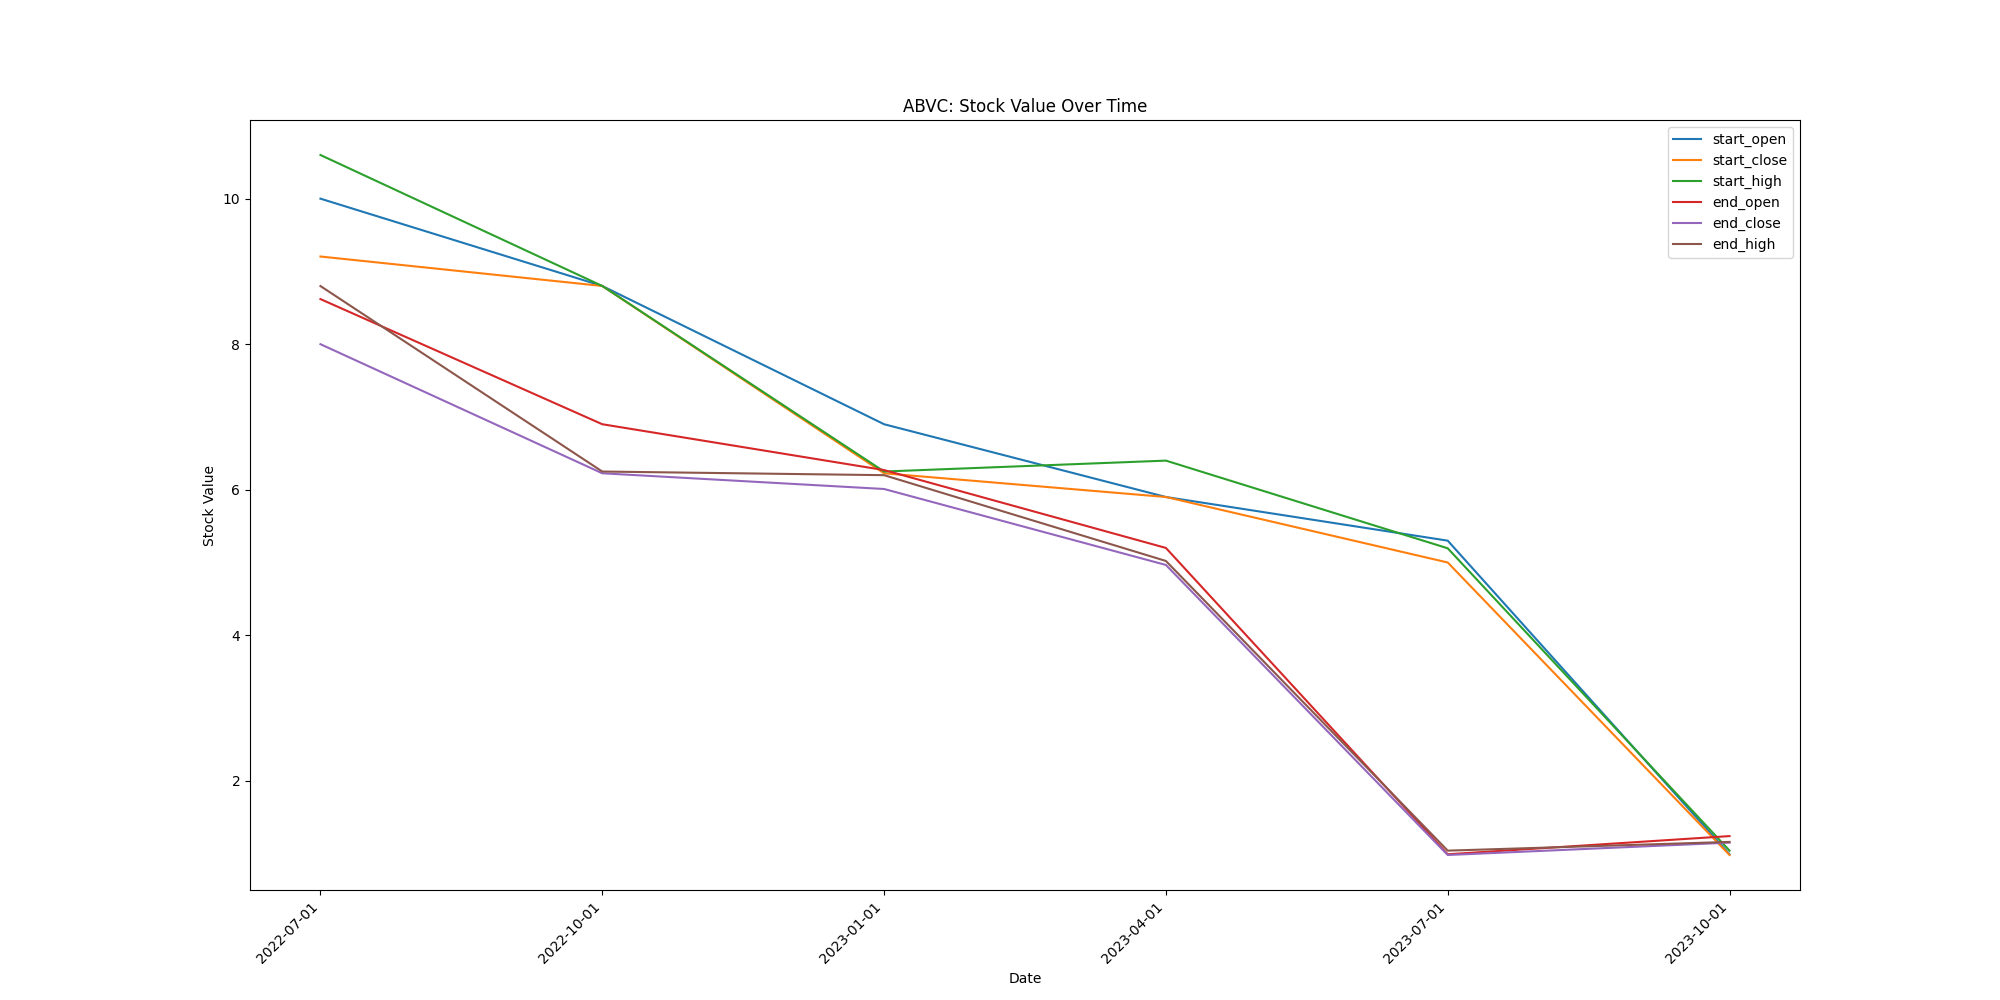 ABVC: Stock Value Over Time
start_open
start_close
start_high
end_open
end_close
end_high
Stock Value
10
8
6
4
2
2022-07-01
2022-10-01
2023-01-01
2023-04-01
2023-07-01
2023-10-01
Date